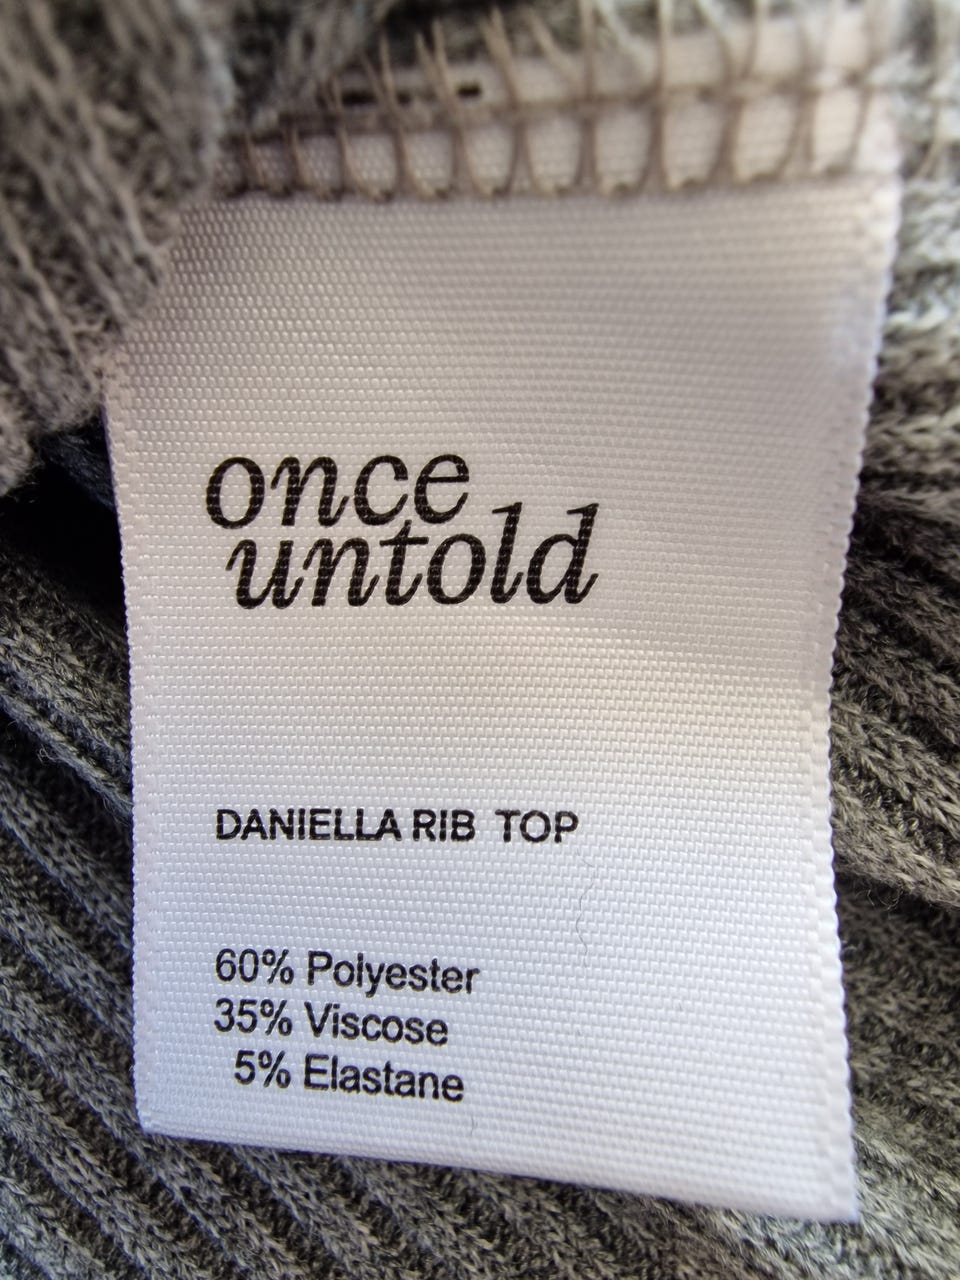 once
untold
DANIELLA RIB TOP
60% Polyester
35% Viscose
5% Elastane